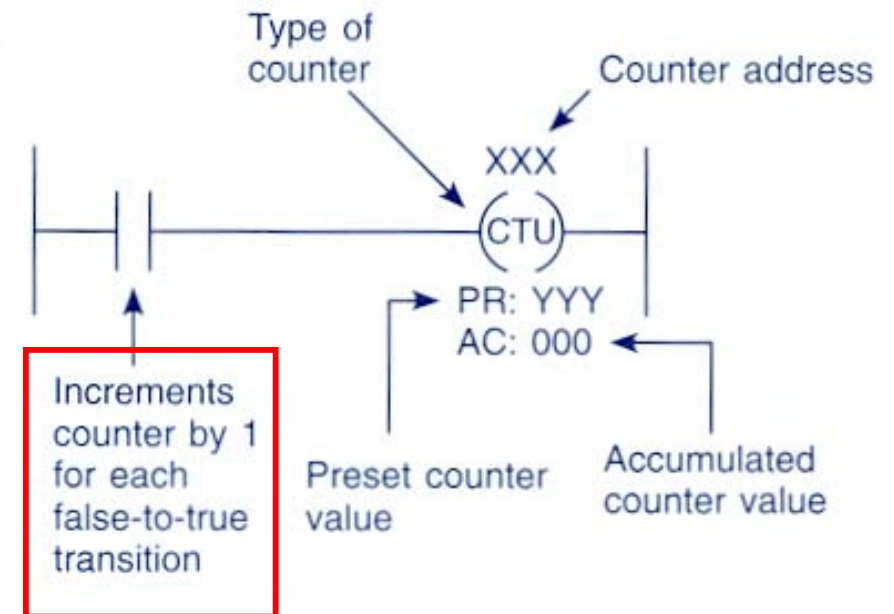 Type of
counter
Counter address
XXX
CTU
PR: YYY
AC: 000
Increments
counter by 1
for each
false-to-true
transition
Preset counter
value
Accumulated
counter value